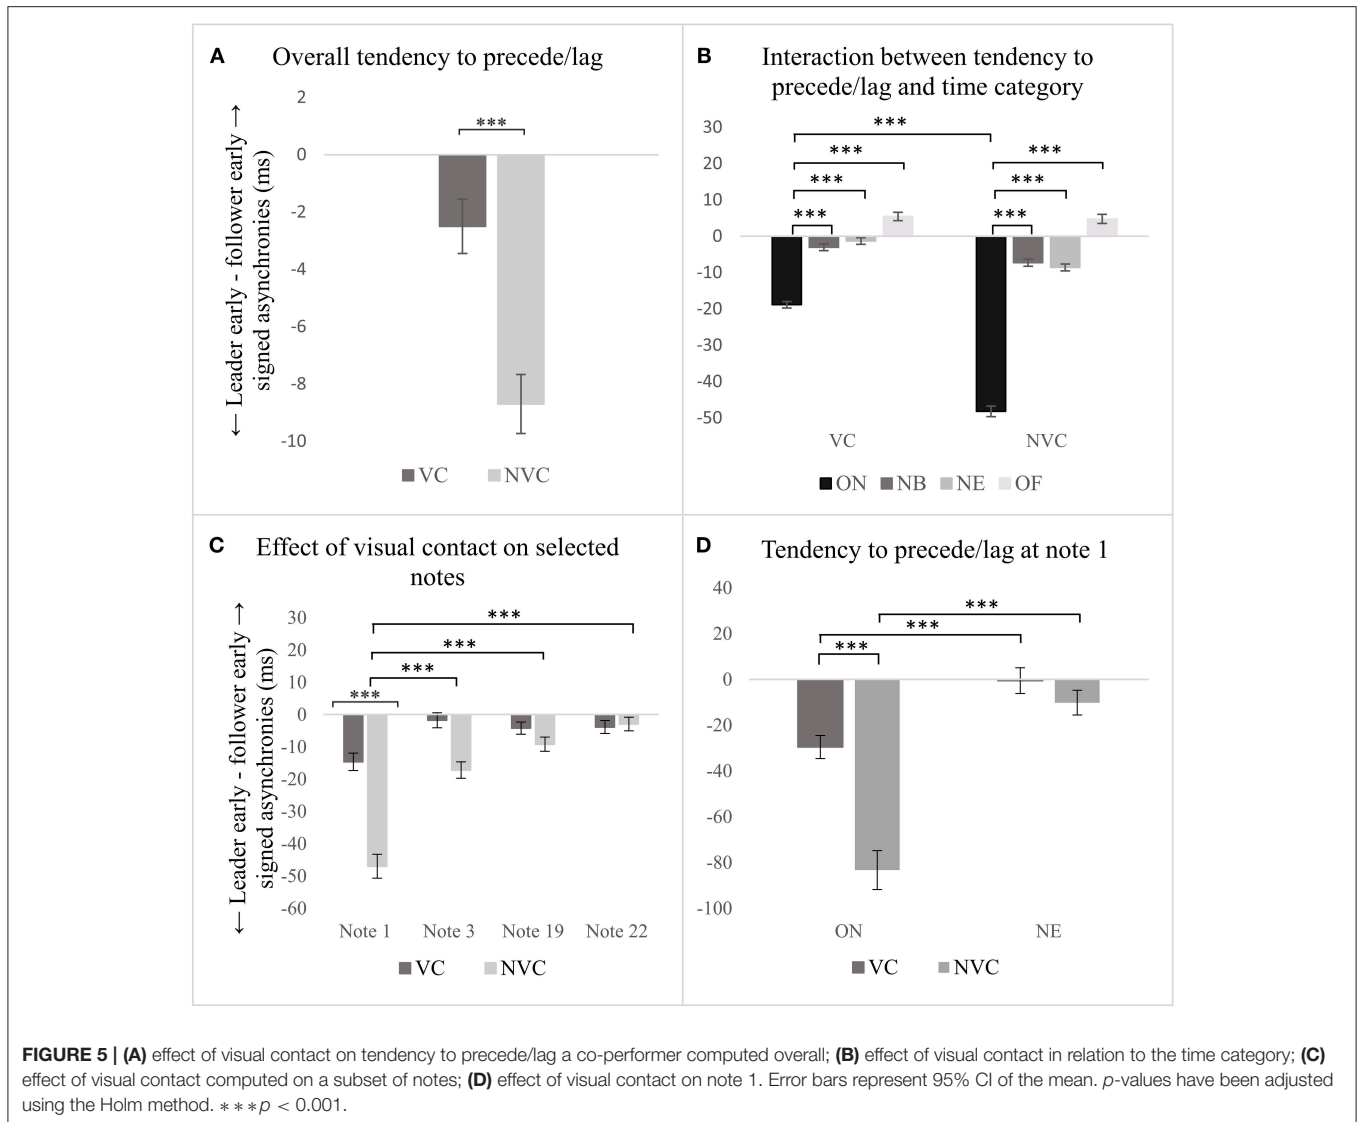 A Overall tendency to precede/lag
← Leader early - follower early →
signed asynchronies (ms)
2
0
-2
-4
-6
-8
-10
***
VC NVC
B Interaction between tendency to
precede/lag and time category
30
20
10
0
-10
-20
-30
-40
-50
***
***
***
***
***
***
***
VC NVC
ON NB NE OF
C Effect of visual contact on selected
notes
← Leader early - follower early →
signed asynchronies (ms)
30
20
10
0
-10
-20
-30
-40
-50
-60
***
***
***
***
Note 1 Note 3 Note 19 Note 22
VC NVC
D Tendency to precede/lag at note 1
40
20
0
-20
-40
-60
-80
-100
***
***
***
ON NE
VC NVC
FIGURE 5 | (A) effect of visual contact on tendency to precede/lag a co-performer computed overall; (B) effect of visual contact in relation to the time category; (C)
effect of visual contact computed on a subset of notes; (D) effect of visual contact on note 1. Error bars represent 95% CI of the mean. p-values have been adjusted
using the Holm method. ∗∗∗p < 0.001.